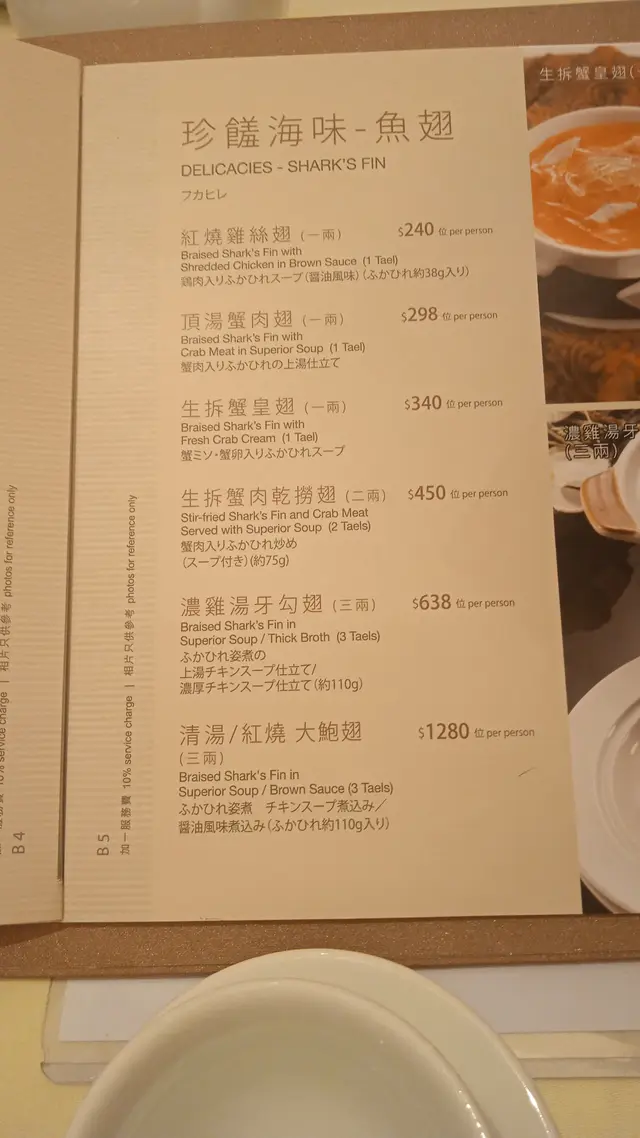 珍饈海味-魚翅
DELICACIES - SHARK'S FIN
フカヒレ
紅燒雞絲翅 (一兩) $240 位 per person
Braised Shark's Fin with
Shredded Chicken in Brown Sauce (1 Tael)
鶏肉入りふかひれスープ(醤油風味)(ふかひれ約38g入り)
頂湯蟹肉翅 (一兩) $298 位 per person
Braised Shark's Fin with
Crab Meat in Superior Soup (1 Tael)
蟹肉入りふかひれの上湯仕立て
生拆蟹皇翅 (一兩) $340 位 per person
Braised Shark's Fin with
Fresh Crab Cream (1 Tael)
蟹ミソ・蟹卵入りふかひれスープ
生拆蟹肉乾撈翅 (二兩) $450 位 per person
Stir-fried Shark's Fin and Crab Meat
Served with Superior Soup (2 Taels)
蟹肉入りふかひれ炒め
(スープ付き)(約75g)
濃雞湯牙勾翅 (三兩) $638 位 per person
Braised Shark's Fin in
Superior Soup / Thick Broth (3 Taels)
ふかひれ姿煮の
上湯チキンスープ仕立て/
濃厚チキンスープ仕立て(約110g)
清湯/紅燒 大鮑翅 $1280 位 per person
(三兩)
Braised Shark's Fin in
Superior Soup / Brown Sauce (3 Taels)
ふかひれ姿煮 チキンスープ煮込み／
醤油風味煮込み(ふかひれ約110g入り)
生拆蟹皇翅(
濃雞湯牙
(三兩)
B5
加一服務費 10% service charge | 相片只供參考 photos for reference only
B4
10% service charge | 相片只供參考 photos for reference only